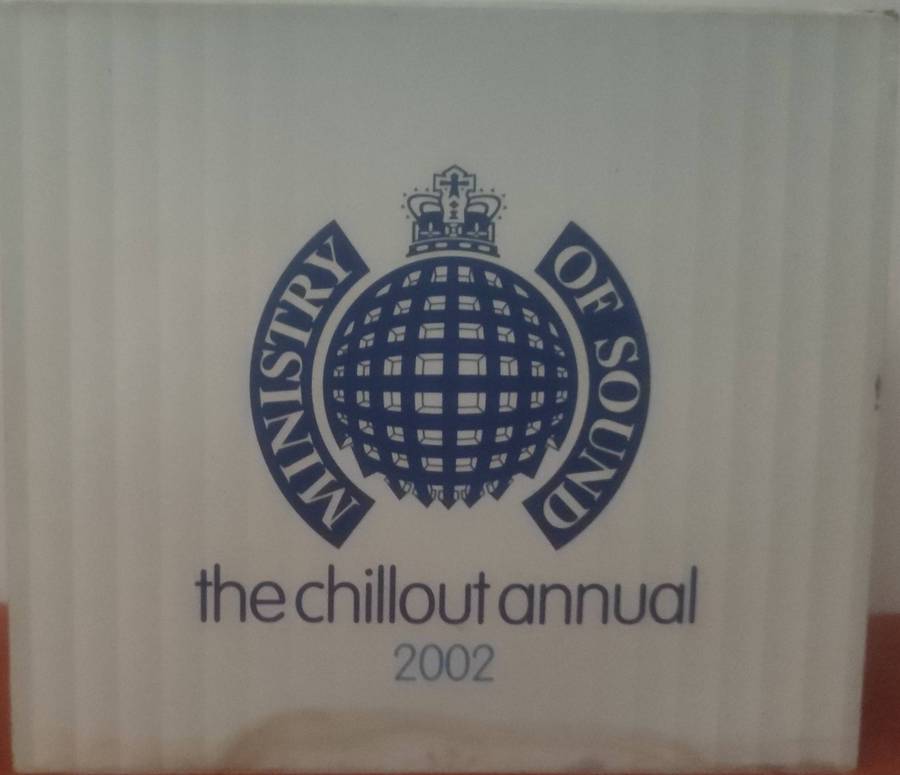 MINISTRY OF SOUND
the chillout annual
2002